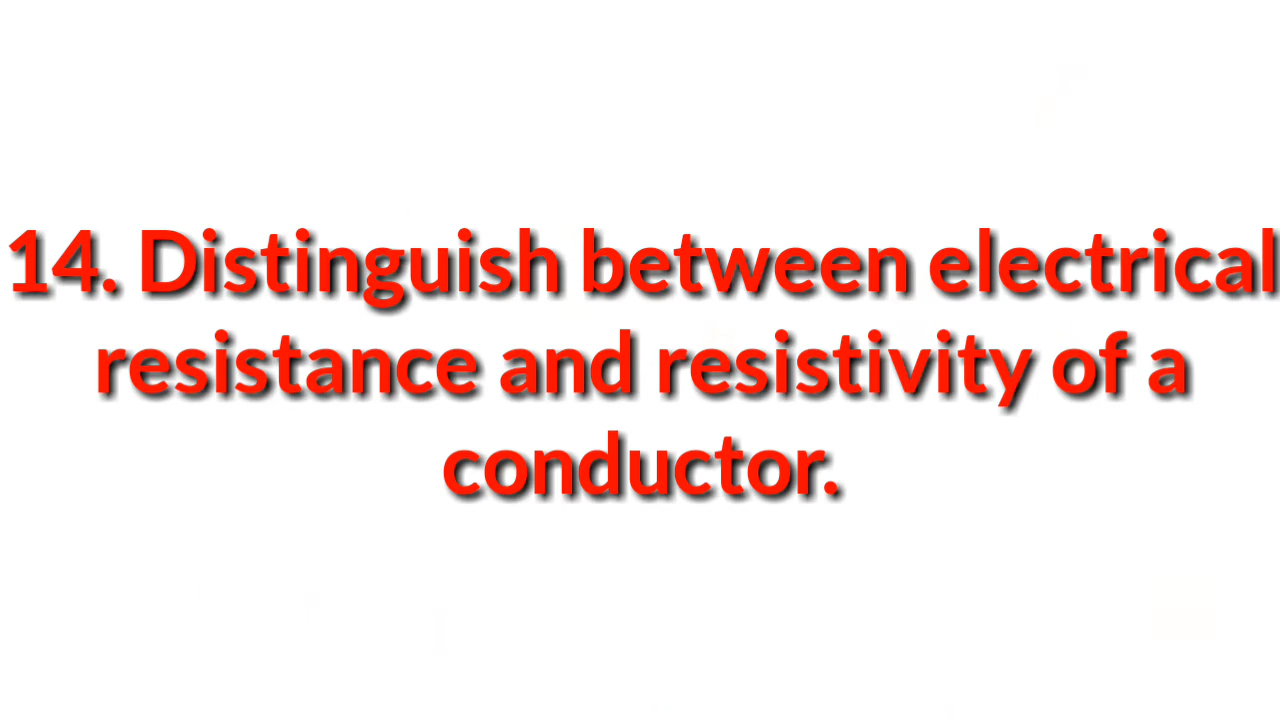 14. Distinguish between electrical
resistance and resistivity of a
conductor.